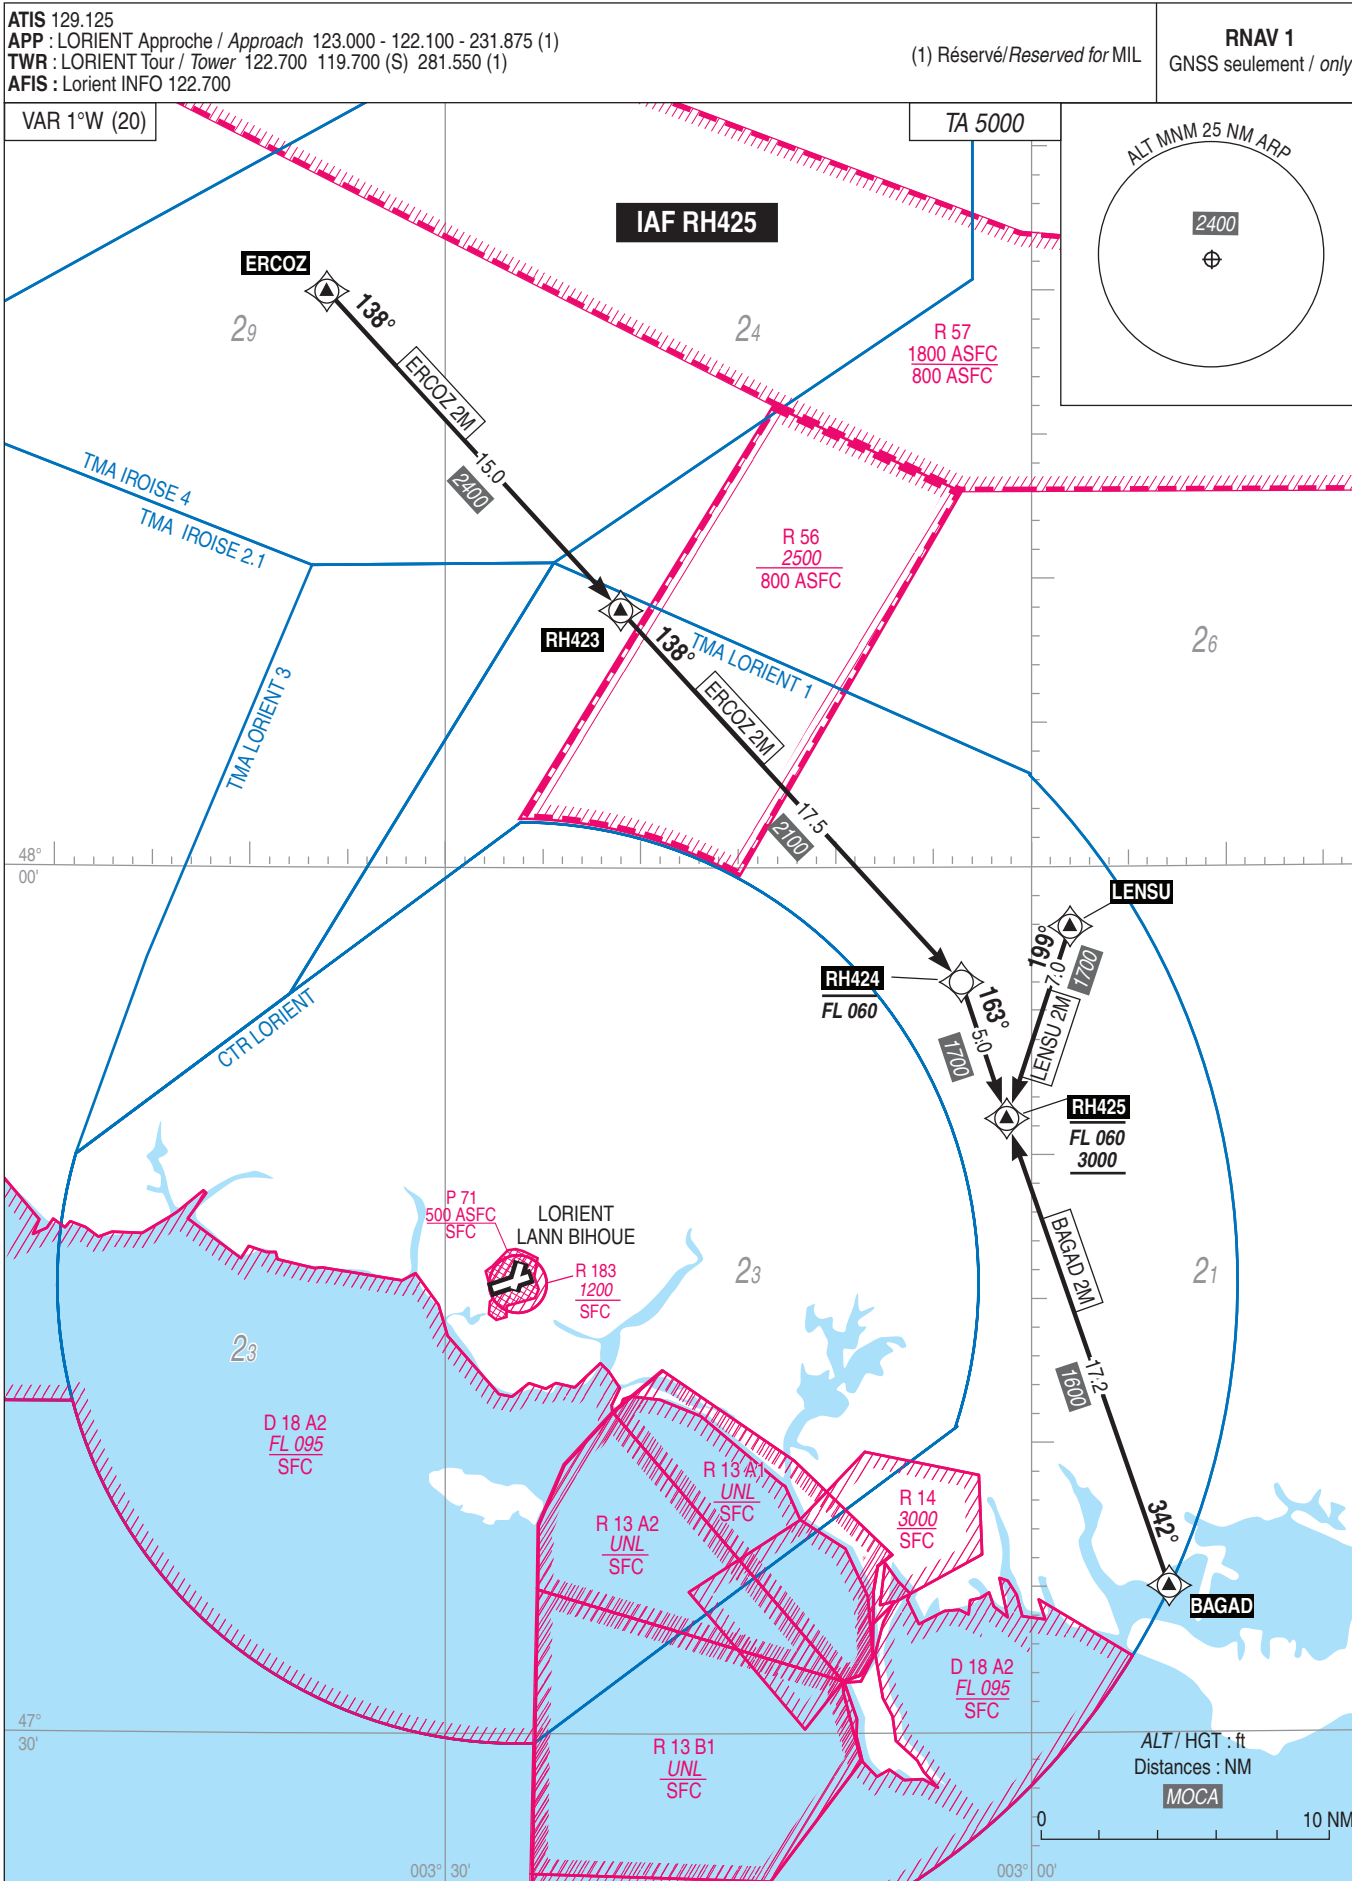 ATIS 129.125
APP : LORIENT Approche / Approach 123.000 - 122.100 - 231.875 (1)
TWR : LORIENT Tour / Tower 122.700 119.700 (S) 281.550 (1)
AFIS : Lorient INFO 122.700
(1) Réservé/Reserved for MIL
RNAV 1
GNSS seulement / only
VAR 1°W (20)
TA 5000
ALT MNM 25 NM ARP
2400
IAF RH425
ERCOZ
138°
29
24
R 57
1800 ASFC
800 ASFC
ERCOZ 2M
15.0
2400
TMA IROISE 4
TMA IROISE 2.1
R 56
2500
800 ASFC
RH423
138°
TMA LORIENT 1
26
TMA LORIENT 3
ERCOZ 2M
17.5
2100
48°
00'
LENSU
199°
7.0
1700
LENSU 2M
RH424
FL 060
163°
5.0
1700
CTR LORIENT
RH425
FL 060
3000
P 71
500 ASFC
SFC
LORIENT
LANN BIHOUE
R 183
1200
SFC
23
21
BAGAD 2M
23
17.2
1600
D 18 A2
FL 095
SFC
R 13 A1
UNL
SFC
R 14
3000
SFC
R 13 A2
UNL
SFC
342°
BAGAD
D 18 A2
FL 095
SFC
47°
30'
R 13 B1
UNL
SFC
ALT / HGT : ft
Distances : NM
MOCA
0
10 NM
003° 30'
003° 00'